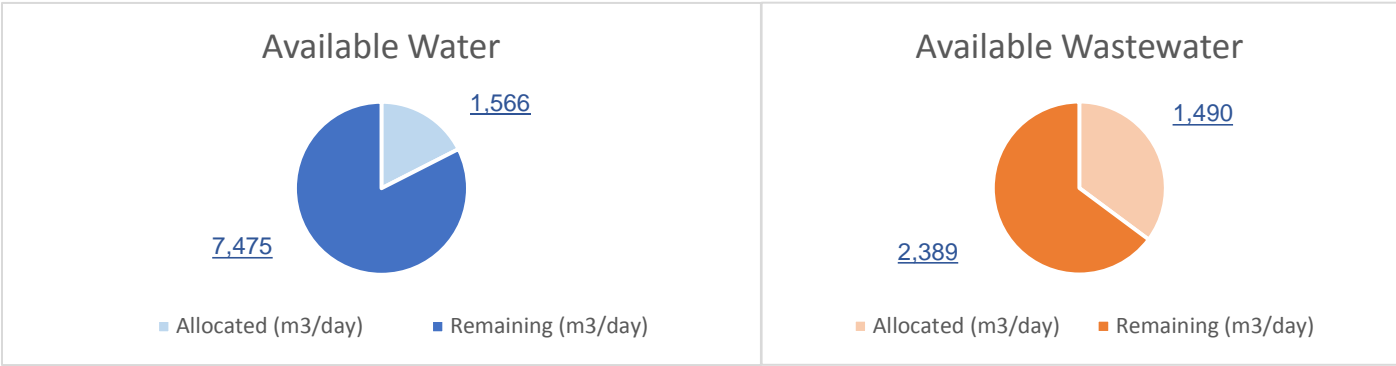 Available Water
1,566
7,475
Allocated (m3/day) Remaining (m3/day)
Available Wastewater
1,490
2,389
Allocated (m3/day) Remaining (m3/day)